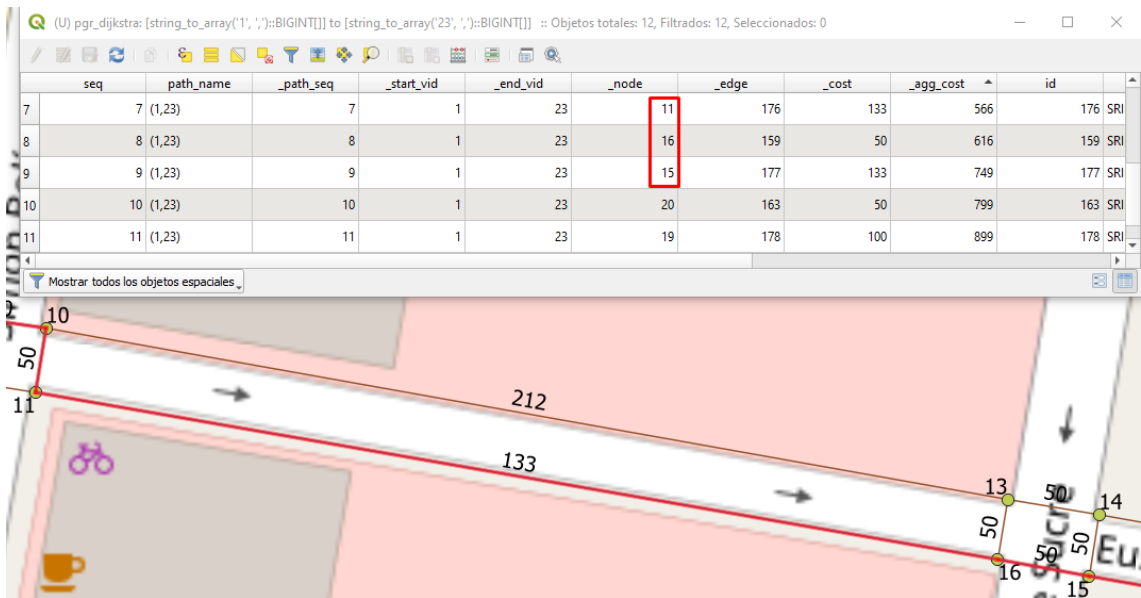 (U) pgr_dijkstra: [string_to_array('1', ',')::BIGINT[]] to [string_to_array('23', ',')::BIGINT[]] :: Objetos totales: 12, Filtrados: 12, Seleccionados: 0
seq path_name _path_seq _start_vid _end_vid _node _edge _cost _agg_cost id
7 7 (1,23) 7 1 23 11 176 133 566 176 SRI
8 8 (1,23) 8 1 23 16 159 50 616 159 SRI
9 9 (1,23) 9 1 23 15 177 133 749 177 SRI
10 10 (1,23) 10 1 23 20 163 50 799 163 SRI
11 11 (1,23) 11 1 23 19 178 100 899 178 SRI
Mostrar todos los objetos espaciales
10
50
11
212
133
13
50
14
50
Sucre
50
50
Eu.
16
15